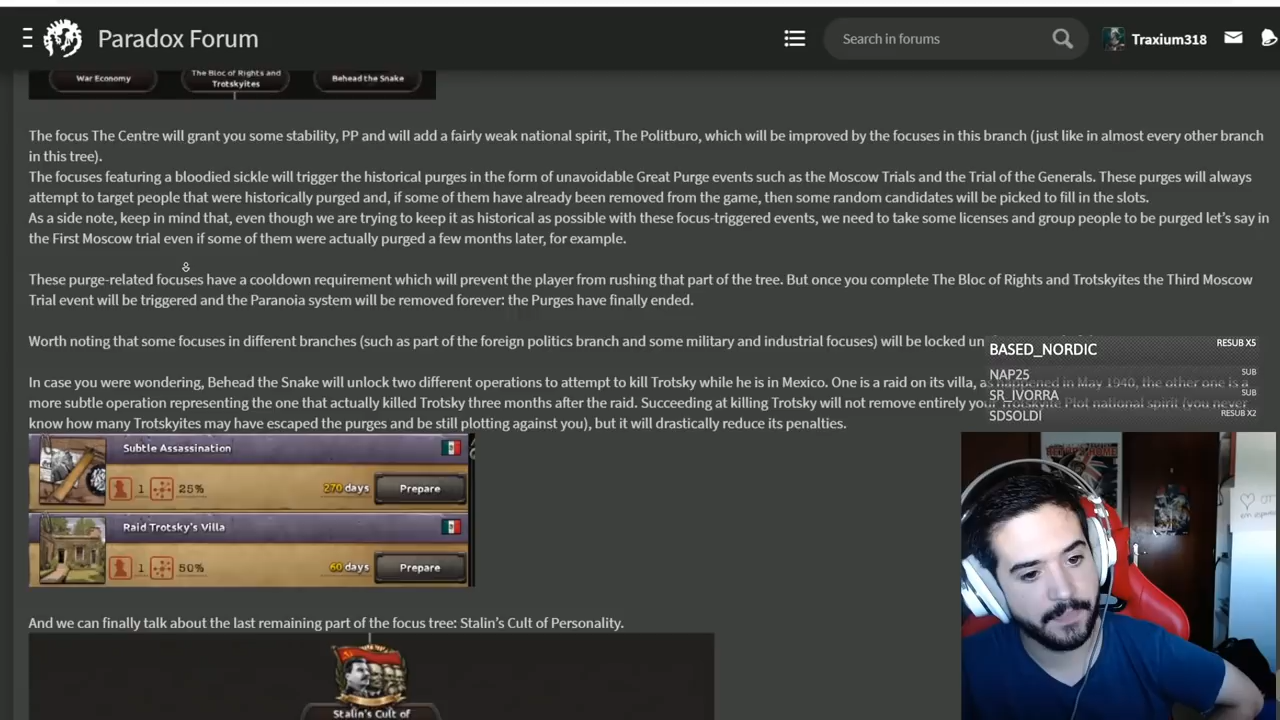 Paradox Forum
Search in forums
Traxium318
War Economy
The Bloc of Rights and
Trotskyites
Behead the Snake
The focus The Centre will grant you some stability, PP and will add a fairly weak national spirit, The Politburo, which will be improved by the focuses in this branch (just like in almost every other branch
in this tree).
The focuses featuring a bloodied sickle will trigger the historical purges in the form of unavoidable Great Purge events such as the Moscow Trials and the Trial of the Generals. These purges will always
attempt to target people that were historically purged and, if some of them have already been removed from the game, then some random candidates will be picked to fill in the slots.
As a side note, keep in mind that, even though we are trying to keep it as historical as possible with these focus-triggered events, we need to take some licenses and group people to be purged let's say in
the First Moscow trial even if some of them were actually purged a few months later, for example.
These purge-related focuses have a cooldown requirement which will prevent the player from rushing that part of the tree. But once you complete The Bloc of Rights and Trotskyites the Third Moscow
Trial event will be triggered and the Paranoia system will be removed forever: the Purges have finally ended.
Worth noting that some focuses in different branches (such as part of the foreign politics branch and some military and industrial focuses) will be locked
BASED_NORDIC
RESUB X5
NAP25
SUB
SR_IVORRA
SUB
SDSOLDI
RESUB X2
In case you were wondering, Behead the Snake will unlock two different operations to attempt to kill Trotsky while he is in Mexico. One is a raid on its villa, as happened in May 1940, the other one is a
more subtle operation representing the one that actually killed Trotsky three months after the raid. Succeeding at killing Trotsky will not remove entirely your Trotskyite Plot national spirit (you never
know how many Trotskyites may have escaped the purges and be still plotting against you), but it will drastically reduce its penalties.
Subtle Assassination
1 25% 270 days Prepare
Raid Trotsky's Villa
1 50% 60 days Prepare
And we can finally talk about the last remaining part of the focus tree: Stalin's Cult of Personality.
Stalin's Cult of